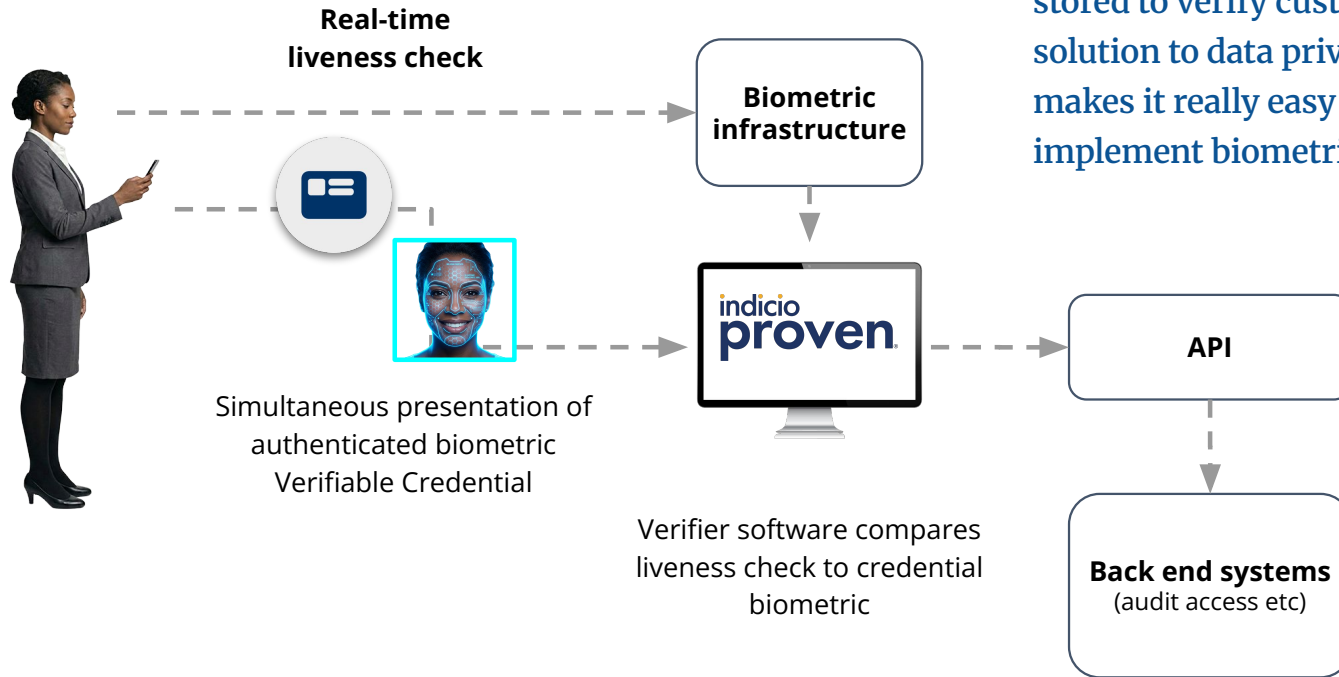 Real-time
liveness check
stored to verify cust
solution to data priv
makes it really easy
implement biometri
Biometric
infrastructure
indicio
proven
API
Simultaneous presentation of
authenticated biometric
Verifiable Credential
Verifier software compares
liveness check to credential
biometric
Back end systems
(audit access etc)